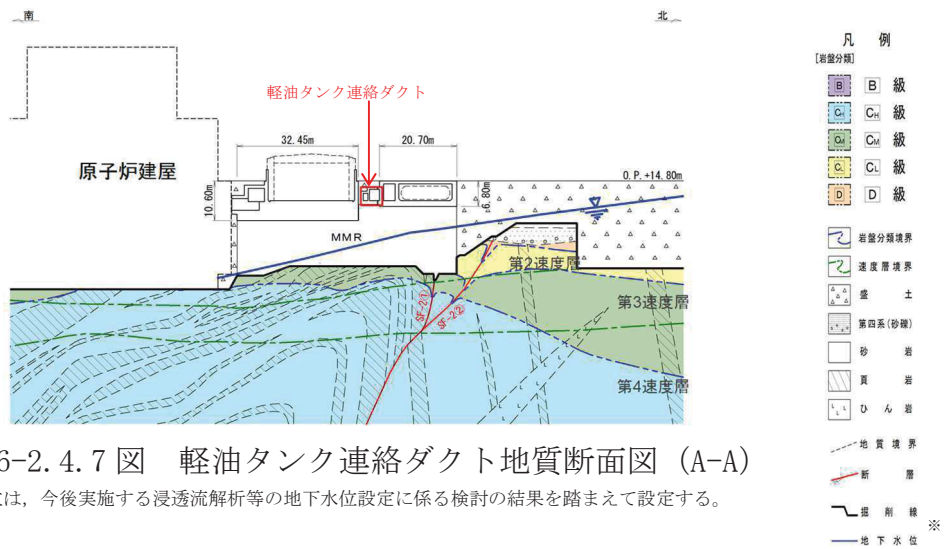 南
北
軽油タンク連絡ダクト
32.45m
20.70m
原子炉建屋
10.60m
6.80m
O.P.+14.80m
MMR
第2速度層
第3速度層
第4速度層
SF-2(1)
SF-2(2)
凡 例
[岩盤分類]
B B 級
CH CH 級
CM CM 級
CL CL 級
D D 級
岩盤分類境界
速度層境界
盛 土
第四系(砂礫)
砂 岩
頁 岩
ひ ん 岩
地 質 境 界
断 層
掘 削 線
地 下 水 位 ※
6-2.4.7 図 軽油タンク連絡ダクト地質断面図 (A-A)
は,今後実施する浸透流解析等の地下水位設定に係る検討の結果を踏まえて設定する。